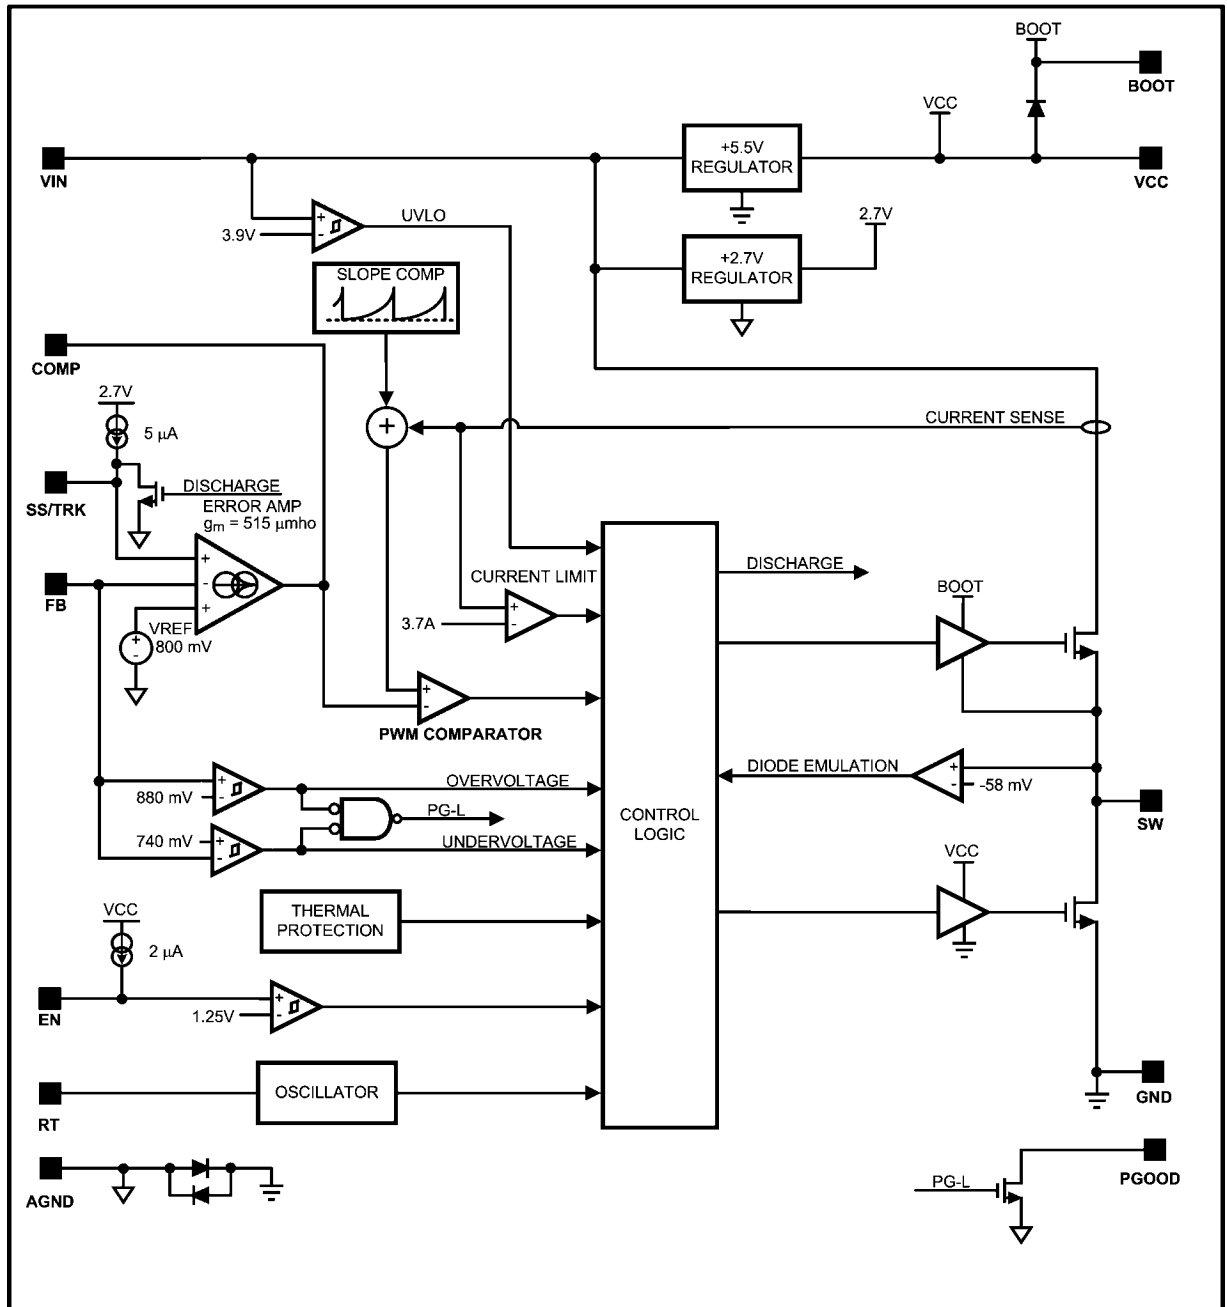 BOOT
BOOT
VCC
+5.5V
REGULATOR
VIN
VCC
UVLO
3.9V
+
-
2.7V
+2.7V
REGULATOR
SLOPE COMP
COMP
2.7V
5 µA
+
CURRENT SENSE
SS/TRK
DISCHARGE
ERROR AMP
gm = 515 µmho
+
-
+
FB
VREF
800 mV
+
-
CURRENT LIMIT
3.7A
+
-
DISCHARGE
BOOT
+
-
PWM COMPARATOR
OVERVOLTAGE
880 mV
+
-
PG-L
740 mV
+
-
UNDERVOLTAGE
CONTROL
LOGIC
DIODE EMULATION
+
-
-58 mV
SW
VCC
THERMAL
PROTECTION
VCC
2 µA
EN
1.25V
+
-
RT
OSCILLATOR
GND
AGND
PG-L
PGOOD